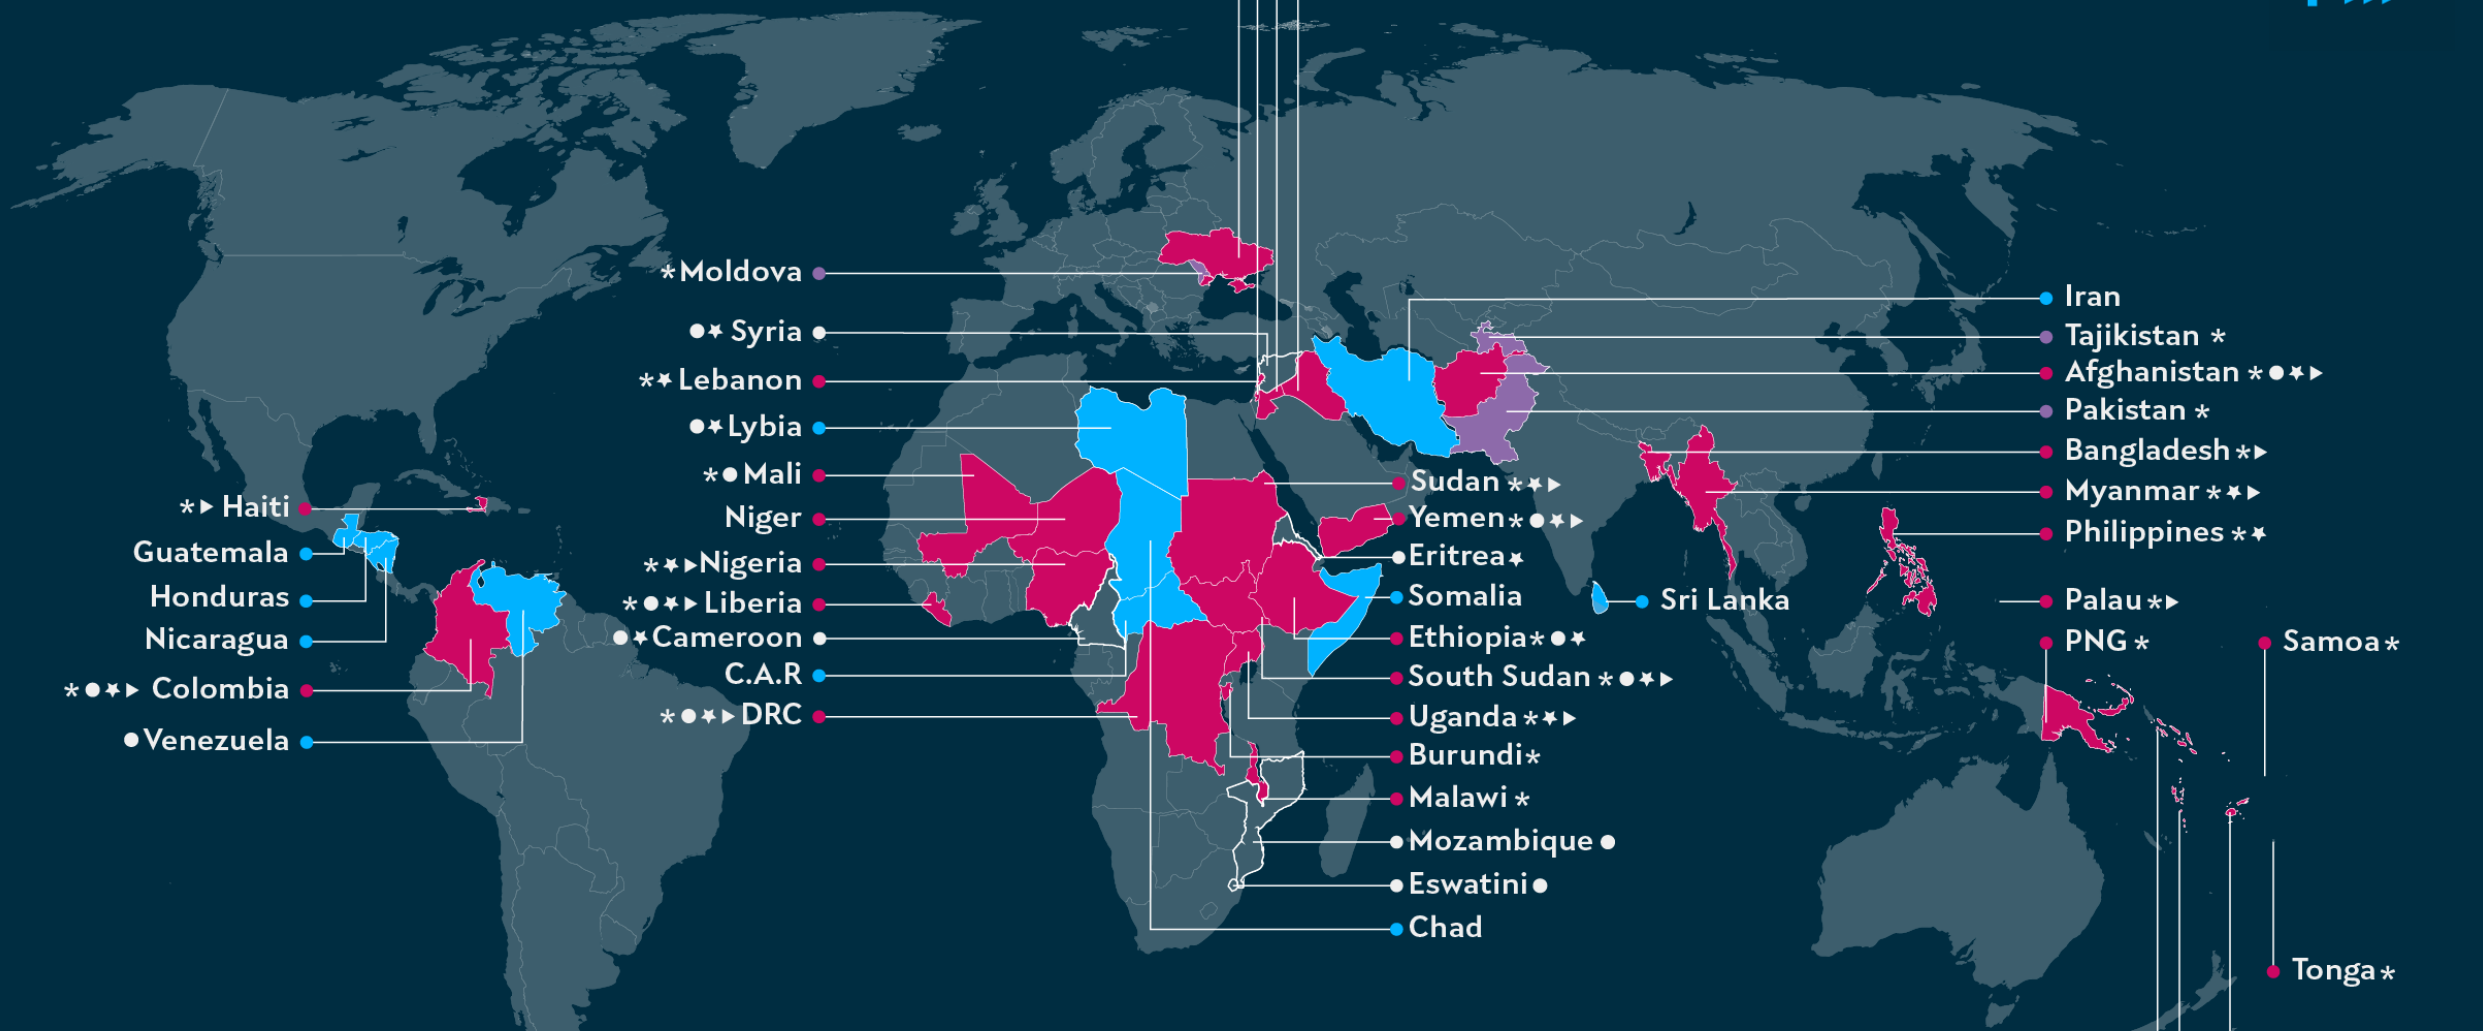 *Moldova
●★ Syria
*★Lebanon
●★Lybia
*●Mali
Niger
*★▶Nigeria
*●★▶Liberia
●★Cameroon
C.A.R
*●★▶DRC
*▶ Haiti
Guatemala
Honduras
Nicaragua
*●★▶ Colombia
●Venezuela
Sudan *★▶
Yemen*●★▶
Eritrea★
Somalia
Ethiopia*●★
South Sudan *●★▶
Uganda *★▶
Burundi*
Malawi *
Mozambique ●
Eswatini●
Chad
Iran
Tajikistan *
Afghanistan *●★▶
Pakistan *
Bangladesh*▶
Myanmar *★▶
Philippines *★
Sri Lanka
Palau*▶
PNG *
Samoa*
Tonga*